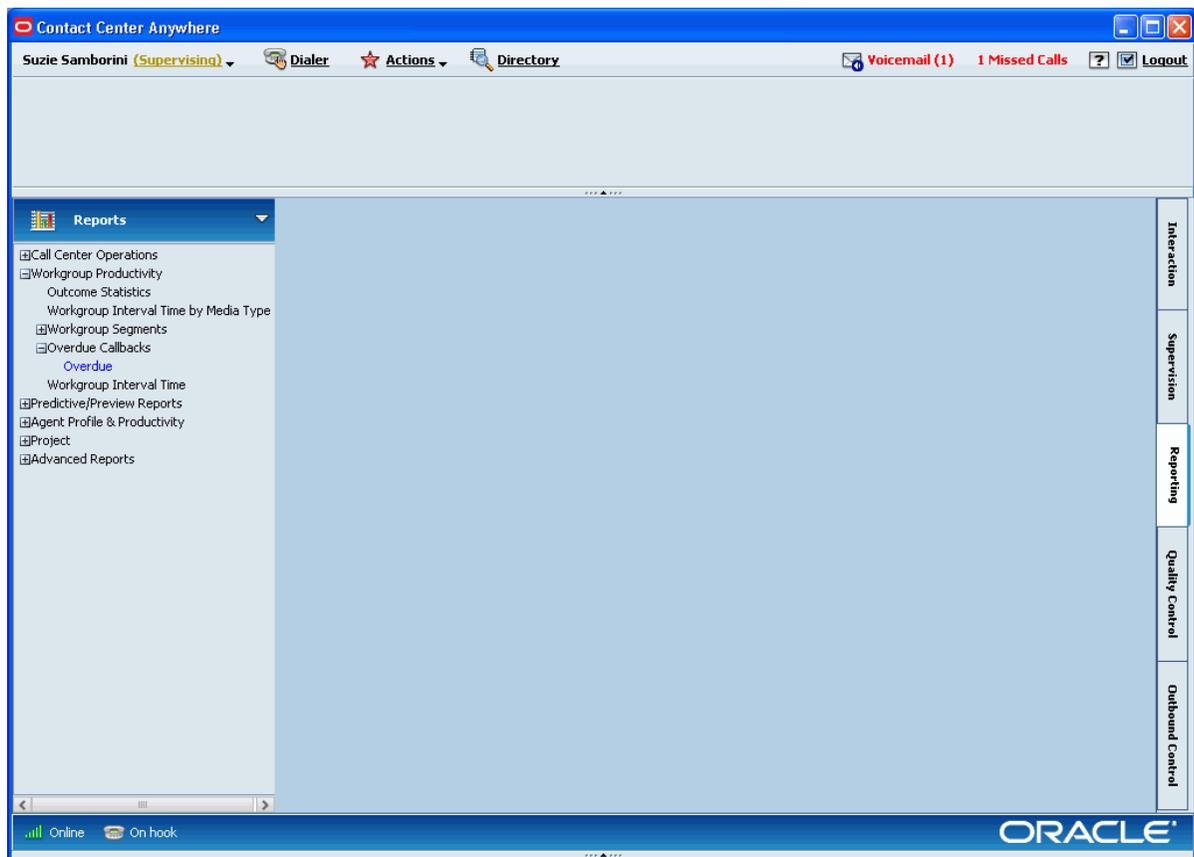 Contact Center Anywhere
Suzie Samborini (Supervising) Dialer Actions Directory Voicemail (1) 1 Missed Calls ? Logout
Reports
Call Center Operations
Workgroup Productivity
Outcome Statistics
Workgroup Interval Time by Media Type
Workgroup Segments
Overdue Callbacks
Overdue
Workgroup Interval Time
Predictive/Preview Reports
Agent Profile & Productivity
Project
Advanced Reports
Interaction
Supervision
Reporting
Quality Control
Outbound Control
Online On hook
ORACLE